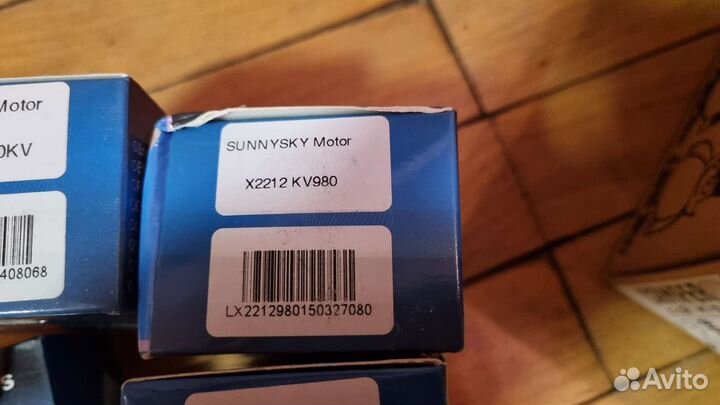 Motor
0KV
408068
SUNNYSKY Motor
X2212 KV980
LX2212980150327080
S
Avito